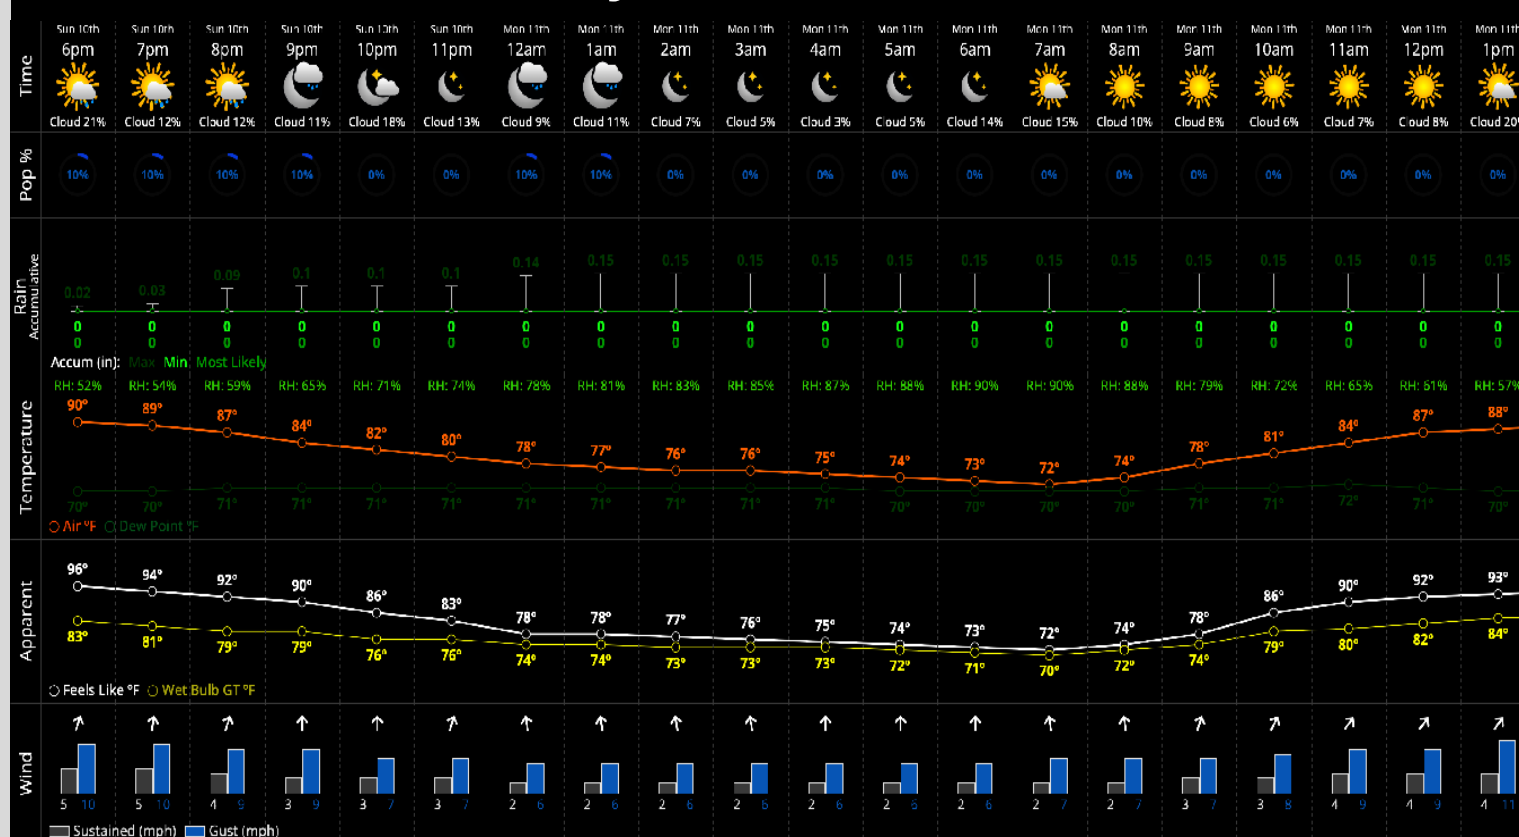 Sun 10th Sun 10th Sun 10th Sun 10th Sun 10th Sun 10th Mon 11th Mon 11th Mon 11th Mon 11th Mon 11th Mon 11th Mon 11th Mon 11th Mon 11th Mon 11th Mon 11th Mon 11th Mon 11th Mon 11th
Time
6pm 7pm 8pm 9pm 10pm 11pm 12am 1am 2am 3am 4am 5am 6am 7am 8am 9am 10am 11am 12pm 1pm
Cloud 21% Cloud 12% Cloud 12% Cloud 11% Cloud 18% Cloud 13% Cloud 9% Cloud 11% Cloud 7% Cloud 5% Cloud 3% Cloud 5% Cloud 14% Cloud 15% Cloud 10% Cloud 8% Cloud 6% Cloud 7% Cloud 8% Cloud 20%
Pop %
10% 10% 10% 10% 0% 0% 10% 10% 0% 0% 0% 0% 0% 0% 0% 0% 0% 0% 0% 0%
Rain
Accumulative
0.02 0.03 0.09 0.1 0.1 0.1 0.14 0.15 0.15 0.15 0.15 0.15 0.15 0.15 0.15 0.15 0.15 0.15 0.15
0 0 0 0 0 0 0 0 0 0 0 0 0 0 0 0 0 0 0
0 0 0 0 0 0 0 0 0 0 0 0 0 0 0 0 0 0 0
Accum (in): Max Min Most Likely
RH: 52% RH: 54% RH: 59% RH: 65% RH: 71% RH: 74% RH: 78% RH: 81% RH: 83% RH: 85% RH: 87% RH: 88% RH: 90% RH: 90% RH: 88% RH: 79% RH: 72% RH: 65% RH: 61% RH: 57%
Temperature
90° 89° 87° 84° 82° 80° 78° 77° 76° 76° 75° 74° 73° 72° 74° 78° 81° 84° 87° 88°
70° 70° 71° 71° 71° 71° 71° 71° 71° 71° 71° 70° 70° 70° 70° 71° 71° 72° 71° 70°
Air °F Dew Point °F
Apparent
96° 94° 92° 90° 86° 83° 78° 78° 77° 76° 75° 74° 73° 72° 74° 78° 86° 90° 92° 93°
83° 81° 79° 79° 76° 76° 74° 74° 73° 73° 73° 72° 71° 70° 72° 74° 79° 80° 82° 84°
Feels Like °F Wet Bulb GT °F
Wind
5 10 5 10 4 9 3 9 3 7 3 7 2 6 2 6 2 6 2 6 2 6 2 6 2 6 2 7 2 7 3 7 3 8 4 9 4 9 4 11
Sustained (mph) Gust (mph)